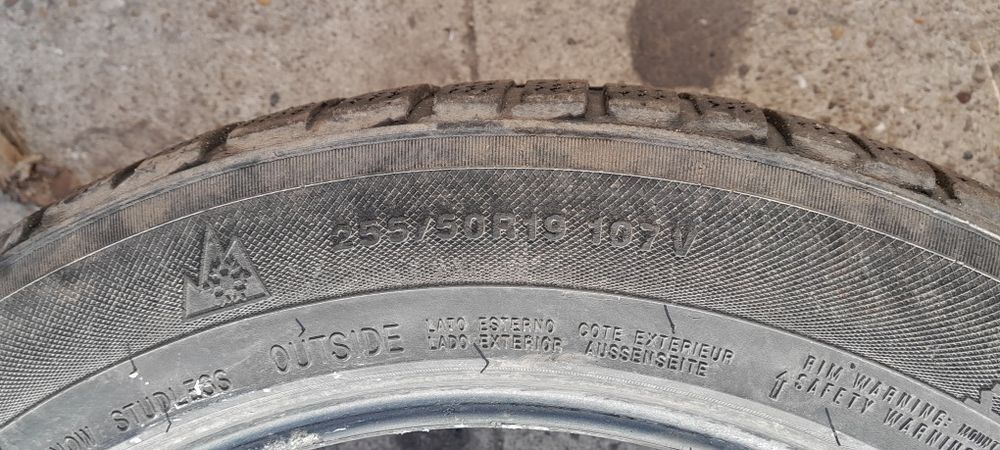 255/50R19 107V
STUDLESS
OUTSIDE
LATO ESTERNO
LADO EXTERIOR
COTE EXTERIEUR
AUSSENSEITE
RIM WARNING:
SAFETY WARNING